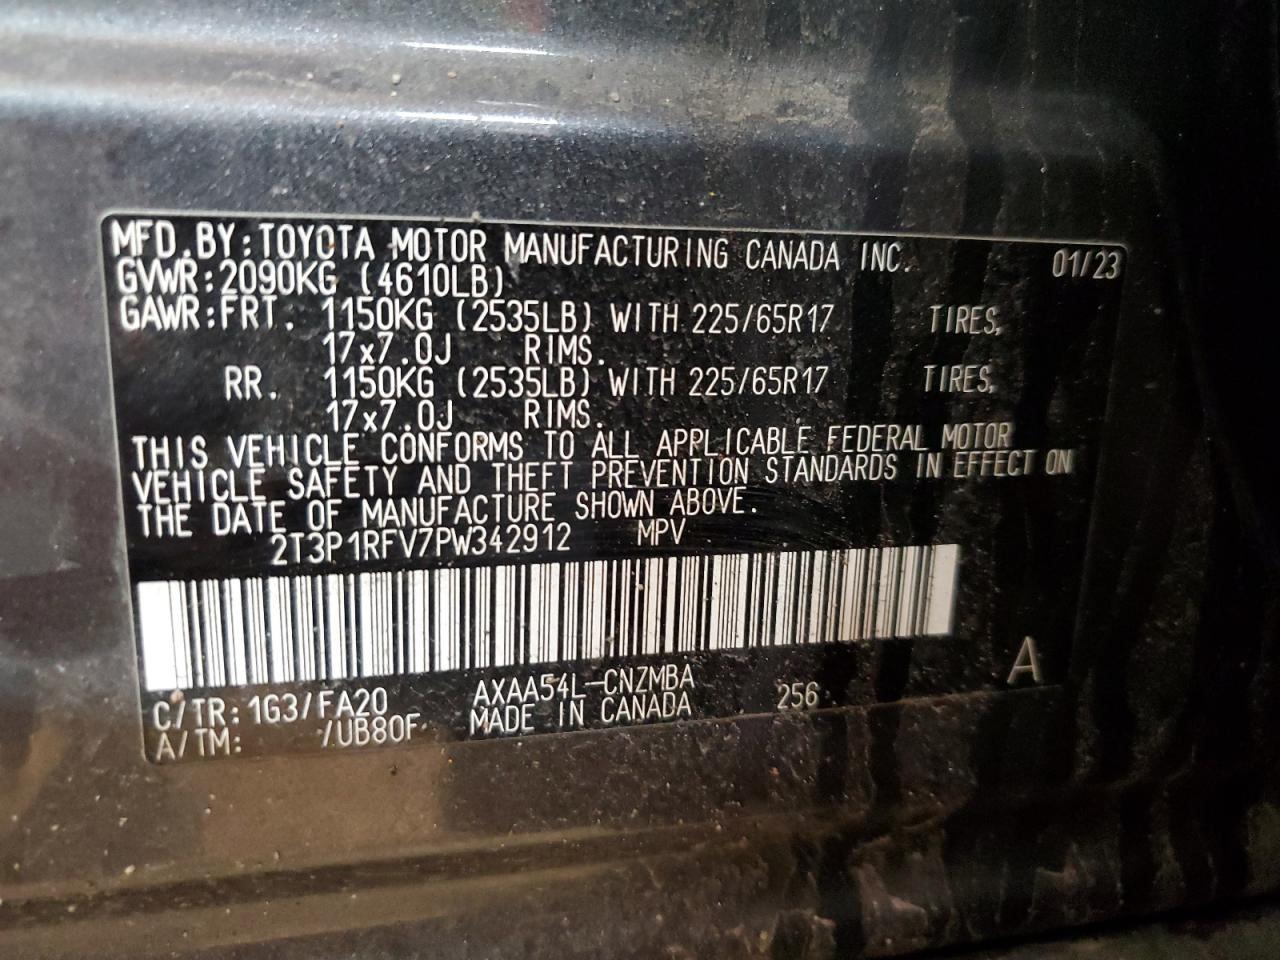 MFD.BY:TOYOTA MOTOR MANUFACTURING CANADA INC. 01/23
GVWR:2090KG (4610LB)
GAWR:FRT. 1150KG (2535LB) WITH 225/65R17 TIRES,
17x7.0J RIMS.
RR. 1150KG (2535LB) WITH 225/65R17 TIRES,
17x7.0J RIMS.
THIS VEHICLE CONFORMS TO ALL APPLICABLE FEDERAL MOTOR
VEHICLE SAFETY AND THEFT PREVENTION STANDARDS IN EFFECT ON
THE DATE OF MANUFACTURE SHOWN ABOVE.
2T3P1RFV7PW342912 MPV
A
C/TR:1G3/FA20 AXAA54L-CNZMBA 256
A/TM: /UB80F MADE IN CANADA